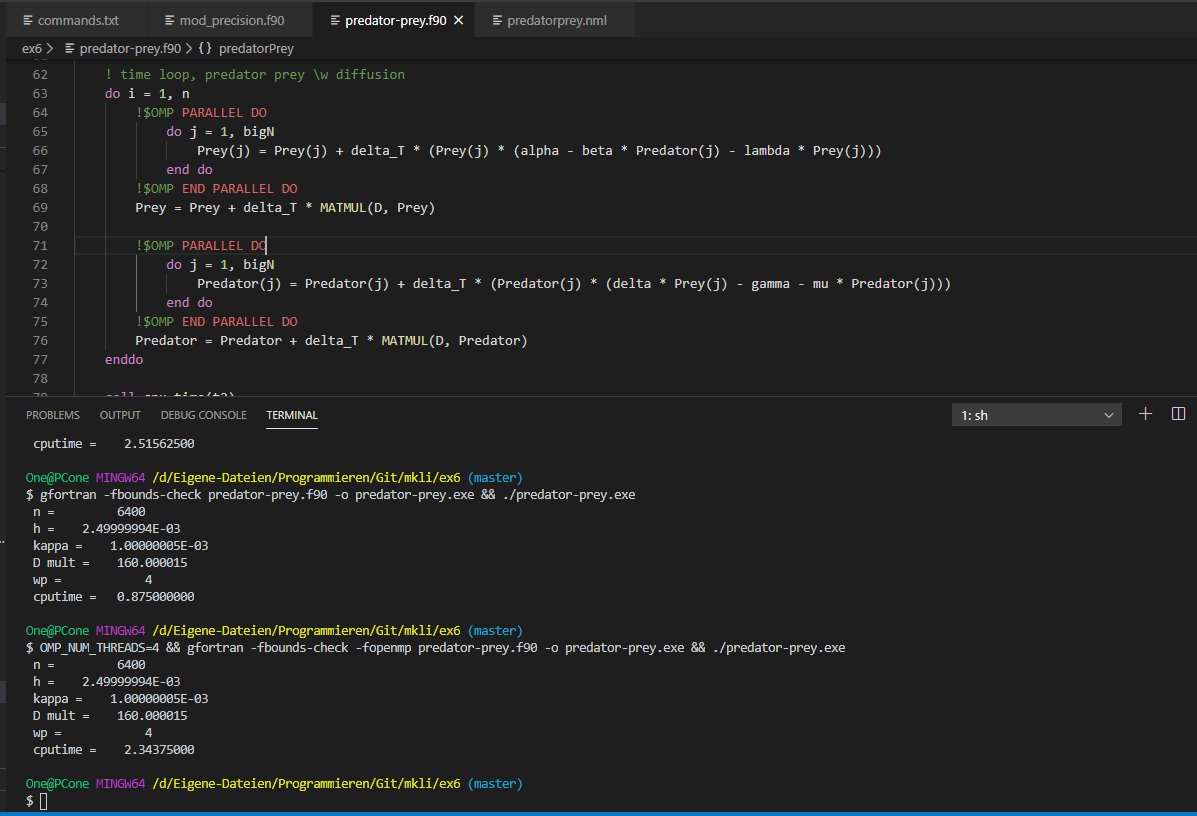 commands.txt mod_precision.f90 predator-prey.f90 predatorprey.nml
ex6 > predator-prey.f90 > {} predatorPrey
62 ! time loop, predator prey \w diffusion
63 do i = 1, n
64 !$OMP PARALLEL DO
65 do j = 1, bigN
66 Prey(j) = Prey(j) + delta_T * (Prey(j) * (alpha - beta * Predator(j) - lambda * Prey(j)))
67 end do
68 !$OMP END PARALLEL DO
69 Prey = Prey + delta_T * MATMUL(D, Prey)
70
71 !$OMP PARALLEL DO
72 do j = 1, bigN
73 Predator(j) = Predator(j) + delta_T * (Predator(j) * (delta * Prey(j) - gamma - mu * Predator(j)))
74 end do
75 !$OMP END PARALLEL DO
76 Predator = Predator + delta_T * MATMUL(D, Predator)
77 enddo
78
79 call cpu_time(t2)
PROBLEMS OUTPUT DEBUG CONSOLE TERMINAL 1: sh
cputime = 2.51562500
One@PCone MINGW64 /d/Eigene-Dateien/Programmieren/Git/mkli/ex6 (master)
$ gfortran -fbounds-check predator-prey.f90 -o predator-prey.exe && ./predator-prey.exe
n = 6400
h = 2.49999994E-03
kappa = 1.00000005E-03
D mult = 160.000015
wp = 4
cputime = 0.875000000
One@PCone MINGW64 /d/Eigene-Dateien/Programmieren/Git/mkli/ex6 (master)
$ OMP_NUM_THREADS=4 && gfortran -fbounds-check -fopenmp predator-prey.f90 -o predator-prey.exe && ./predator-prey.exe
n = 6400
h = 2.49999994E-03
kappa = 1.00000005E-03
D mult = 160.000015
wp = 4
cputime = 2.34375000
One@PCone MINGW64 /d/Eigene-Dateien/Programmieren/Git/mkli/ex6 (master)
$